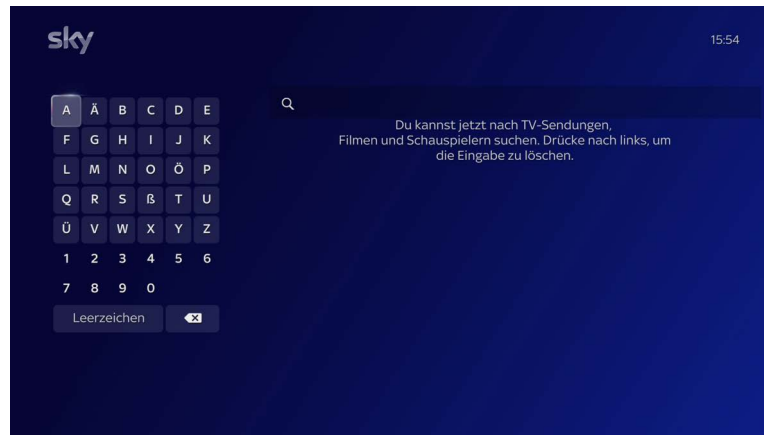 sky
15:54
A Ä B C D E
F G H I J K
L M N O Ö P
Q R S ß T U
Ü V W X Y Z
1 2 3 4 5 6
7 8 9 0
Leerzeichen
Du kannst jetzt nach TV-Sendungen,
Filmen und Schauspielern suchen. Drücke nach links, um
die Eingabe zu löschen.